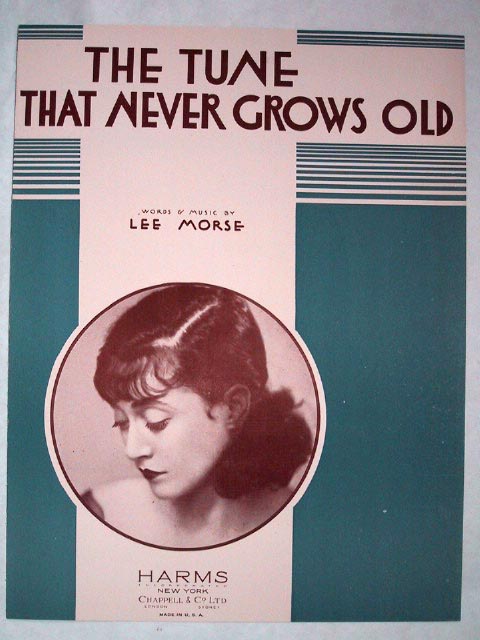 THE TUNE
THAT NEVER GROWS OLD
WORDS & MUSIC BY
LEE MORSE
HARMS
INCORPORATED
NEW YORK
CHAPPELL & CO LTD
LONDON SYDNEY
MADE IN U.S.A.